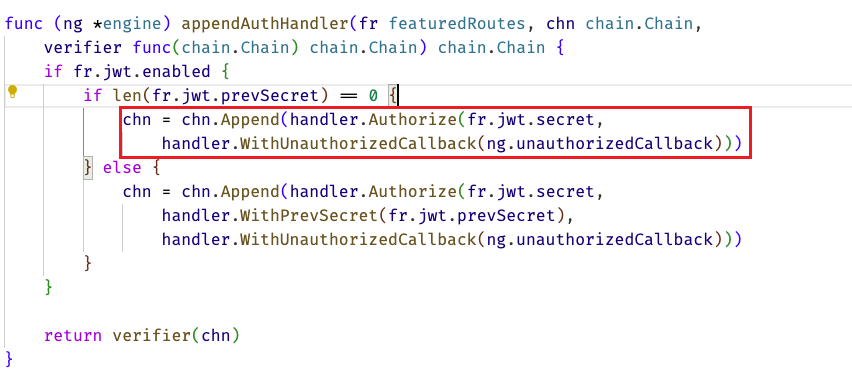 func (ng *engine) appendAuthHandler(fr featuredRoutes, chn chain.Chain,
    verifier func(chain.Chain) chain.Chain) chain.Chain {
    if fr.jwt.enabled {
        if len(fr.jwt.prevSecret) == 0 {
            chn = chn.Append(handler.Authorize(fr.jwt.secret,
                handler.WithUnauthorizedCallback(ng.unauthorizedCallback)))
        } else {
            chn = chn.Append(handler.Authorize(fr.jwt.secret,
                handler.WithPrevSecret(fr.jwt.prevSecret),
                handler.WithUnauthorizedCallback(ng.unauthorizedCallback)))
        }
    }

    return verifier(chn)
}